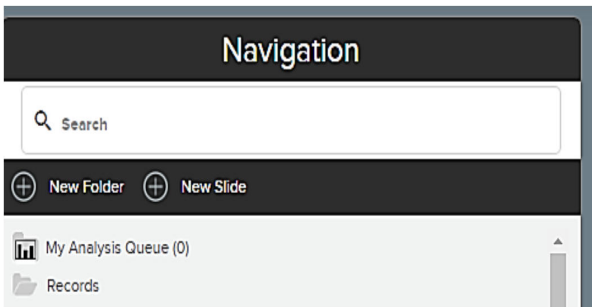 Navigation
Search
New Folder New Slide
My Analysis Queue (0)
Records